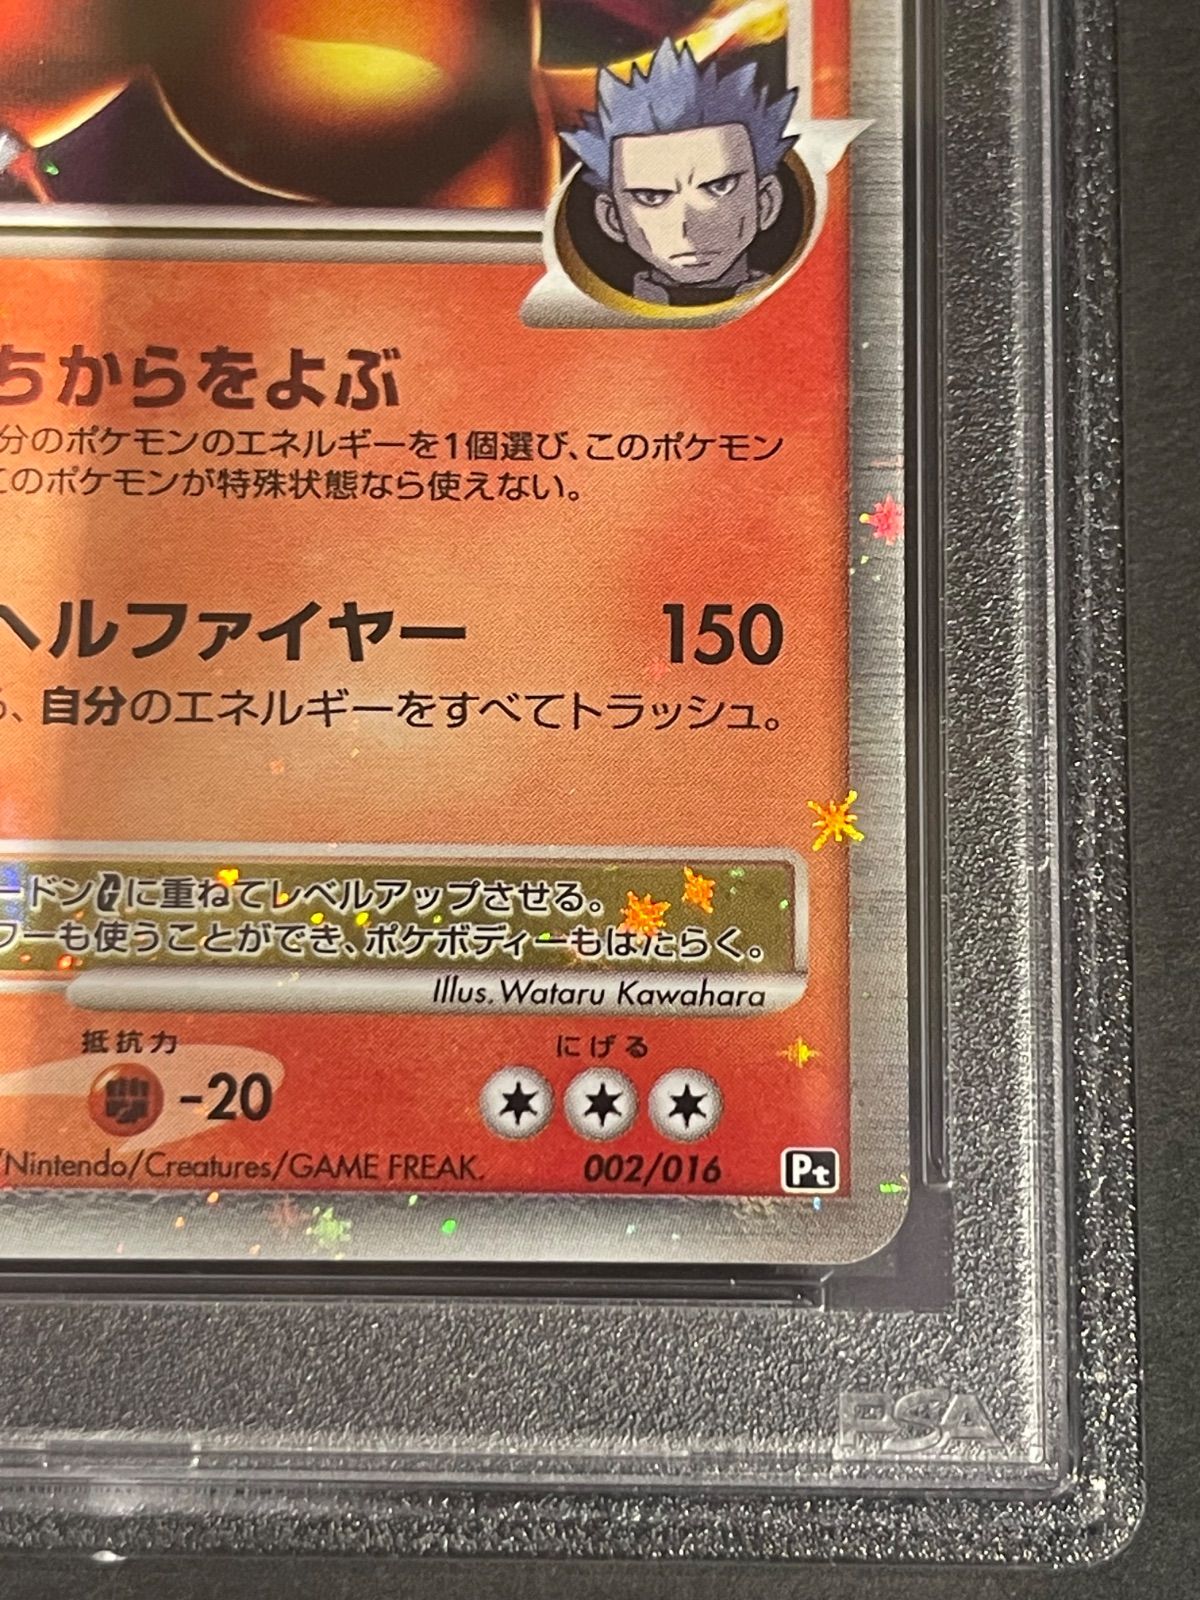 ちからをよぶ
分のポケモンのエネルギーを1個選び、このポケモン
このポケモンが特殊状態なら使えない。
ヘルファイヤー 150
、自分のエネルギーをすべてトラッシュ。
ードンGに重ねてレベルアップさせる。
ワーも使うことができ、ポケボディーもはたらく。
Illus. Wataru Kawahara
抵抗力 にげる
-20
/Nintendo/Creatures/GAME FREAK. 002/016 Pt
PSA